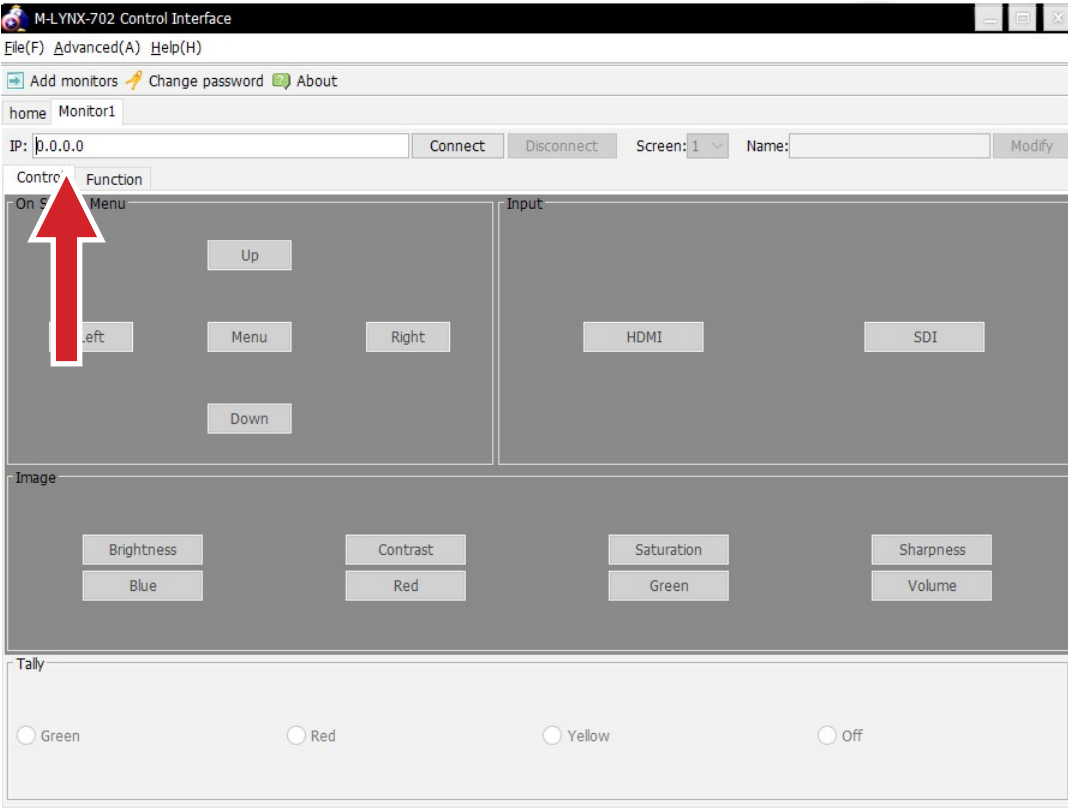 M-LYNX-702 Control Interface
File(F) Advanced(A) Help(H)
Add monitors Change password About
home Monitor1
IP: 0.0.0.0 Connect Disconnect Screen: 1 Name: Modify
Function
On Menu Input
Up
Menu Right HDMI SDI
Down
Image
Brightness Contrast Saturation Sharpness
Blue Red Green Volume
Tally
Green Red Yellow Off